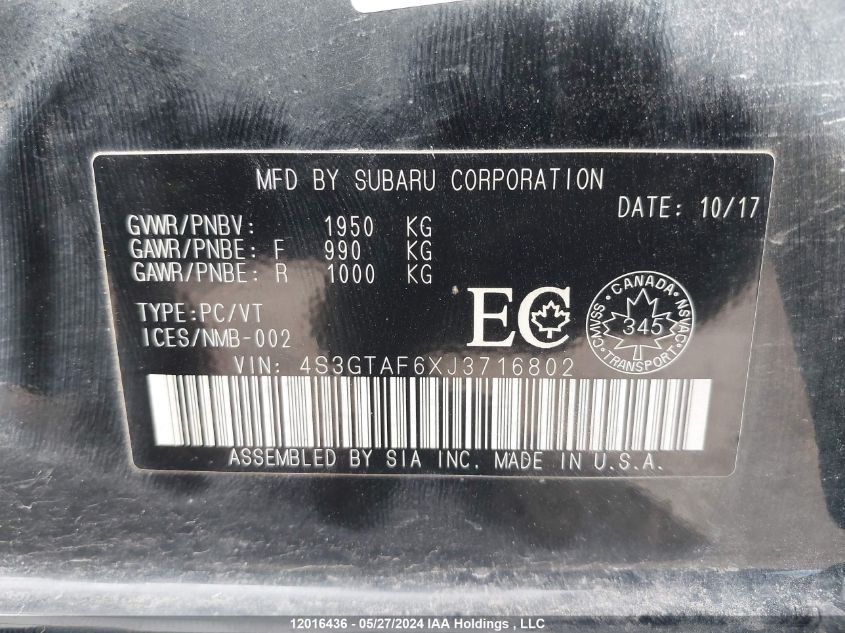 MFD BY SUBARU CORPORATION
DATE: 10/17
GVWR/PNBV: 1950 KG
GAWR/PNBE: F 990 KG
GAWR/PNBE: R 1000 KG
TYPE:PC/VT
ICES/NMB-002
EC
CANADA
CMVSS 345 NSVAC
TRANSPORT
VIN: 4S3GTAF6XJ3716802
ASSEMBLED BY SIA INC. MADE IN U.S.A.
12016436 - 05/27/2024 IAA Holdings , LLC